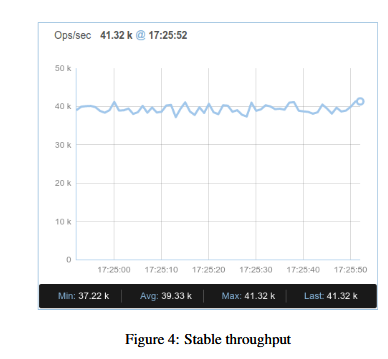 Ops/sec 41.32 k @ 17:25:52
50 k
40 k
30 k
20 k
10 k
0
17:25:00 17:25:10 17:25:20 17:25:30 17:25:40 17:25:50
Min: 37.22 k Avg: 39.33 k Max: 41.32 k Last: 41.32 k
Figure 4: Stable throughput